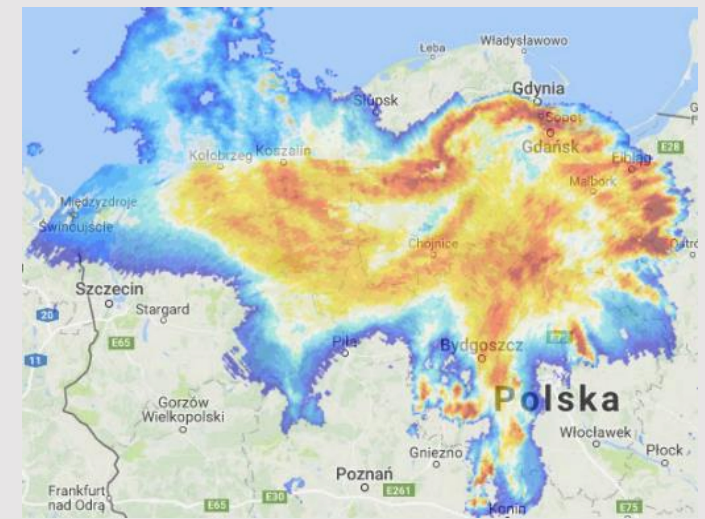 Łeba
Władysławowo
Gdynia
Słupsk
Sopot
Gdańsk
E28
Kołobrzeg
Koszalin
Elbląg
Malbork
Międzyzdroje
Świnoujście
Chojnice
Ostró
Szczecin
Stargard
20
E65
Piła
Bydgoszcz
11
Polska
Gorzów
Wielkopolski
Włocławek
Gniezno
Płock
Poznań
Frankfurt
nad Odrą
E65
E30
E261
Konin
E75